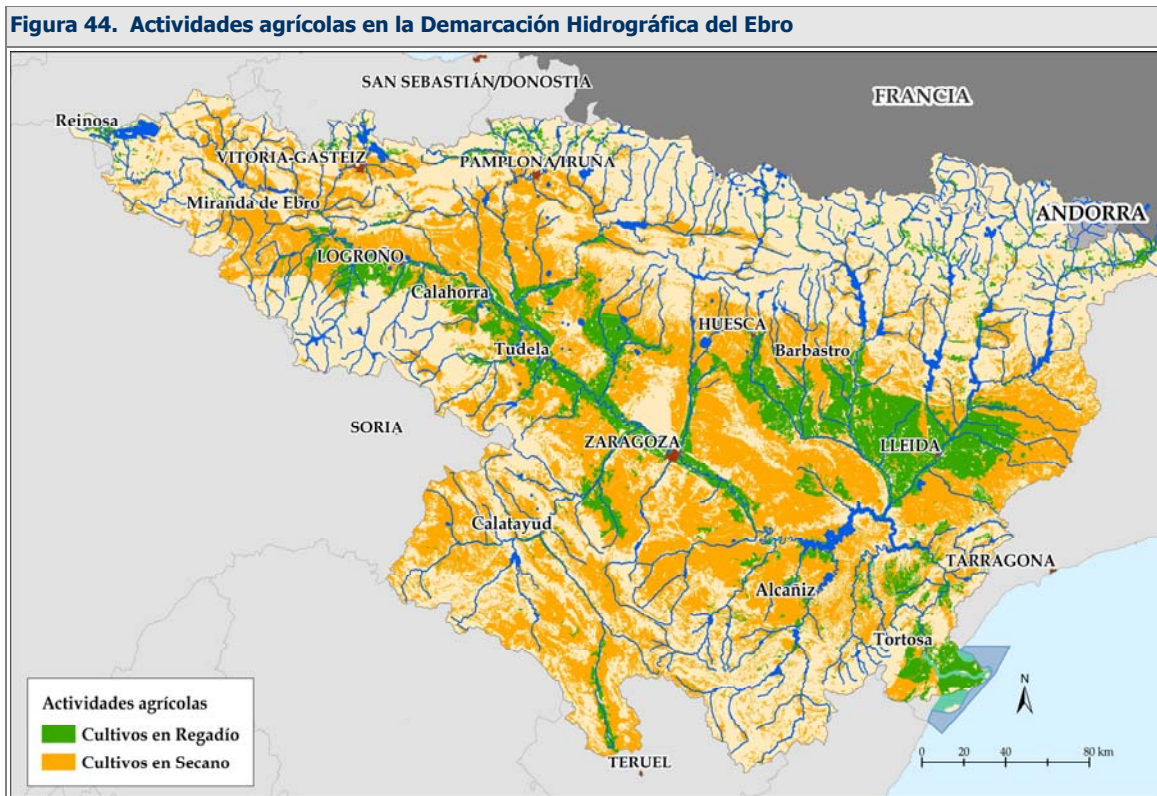 Figura 44. Actividades agrícolas en la Demarcación Hidrográfica del Ebro
SAN SEBASTIÁN/DONOSTIA
FRANCIA
Reinosa
VITORIA-GASTEIZ
PAMPLONA/IRUÑA
Miranda de Ebro
ANDORRA
LOGROÑO
Calahorra
HUESCA
Barbastro
Tudela
SORIA
ZARAGOZA
LLEIDA
Calatayud
TARRAGONA
Alcañiz
Tortosa
Actividades agrícolas
Cultivos en Regadío
Cultivos en Secano
TERUEL
N
0 20 40 80 km